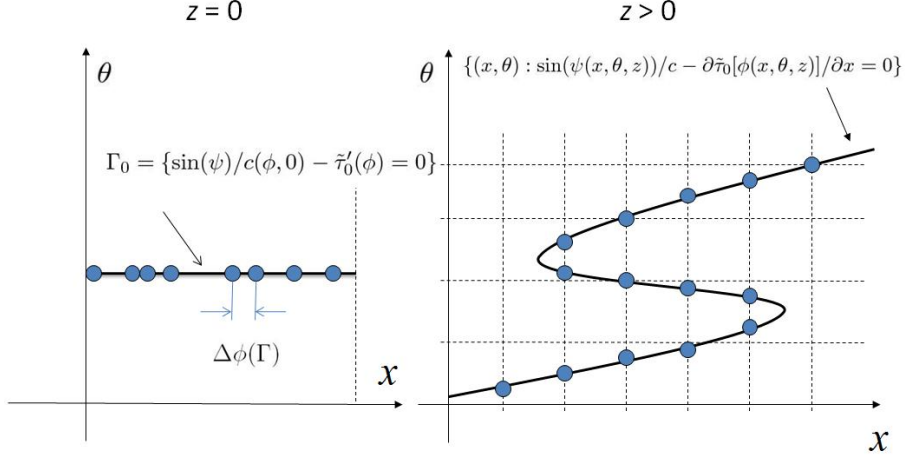 z = 0
θ
Γ₀ = {sin(ψ)/c(ϕ, 0) − τ̃₀′(ϕ) = 0}
Δϕ(Γ)
x
z > 0
θ
{(x, θ) : sin(ψ(x, θ, z))/c − ∂τ̃₀[ϕ(x, θ, z)]/∂x = 0}
x